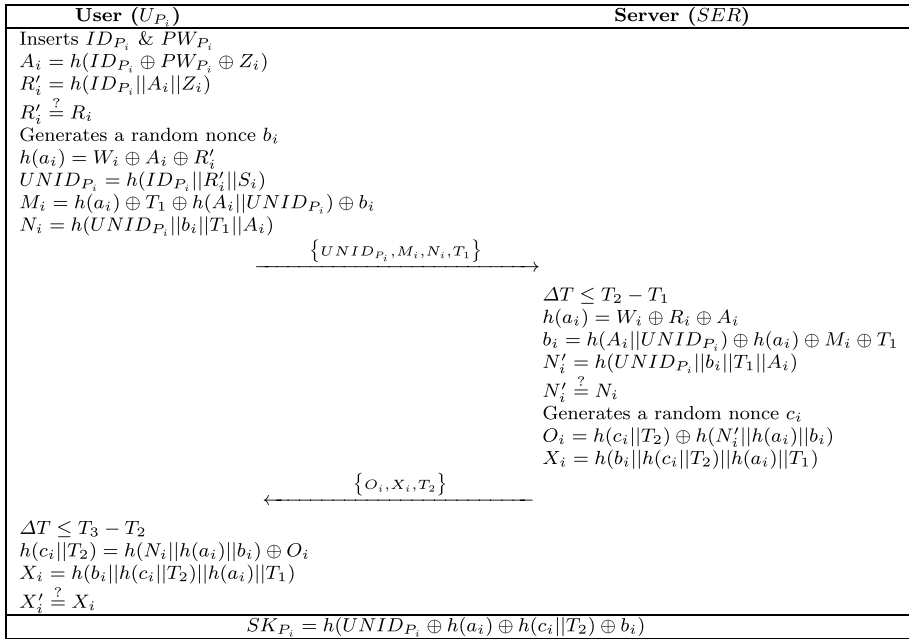 User (U_{P_i}) Server (SER)
Inserts ID_{P_i} & PW_{P_i}
A_i = h(ID_{P_i} ⊕ PW_{P_i} ⊕ Z_i)
R'_i = h(ID_{P_i}||A_i||Z_i)
R'_i ?= R_i
Generates a random nonce b_i
h(a_i) = W_i ⊕ A_i ⊕ R'_i
UNID_{P_i} = h(ID_{P_i}||R'_i||S_i)
M_i = h(a_i) ⊕ T_1 ⊕ h(A_i||UNID_{P_i}) ⊕ b_i
N_i = h(UNID_{P_i}||b_i||T_1||A_i)
{UNID_{P_i}, M_i, N_i, T_1}
ΔT ≤ T_2 − T_1
h(a_i) = W_i ⊕ R_i ⊕ A_i
b_i = h(A_i||UNID_{P_i}) ⊕ h(a_i) ⊕ M_i ⊕ T_1
N'_i = h(UNID_{P_i}||b_i||T_1||A_i)
N'_i ?= N_i
Generates a random nonce c_i
O_i = h(c_i||T_2) ⊕ h(N'_i||h(a_i)||b_i)
X_i = h(b_i||h(c_i||T_2)||h(a_i)||T_1)
{O_i, X_i, T_2}
ΔT ≤ T_3 − T_2
h(c_i||T_2) = h(N_i||h(a_i)||b_i) ⊕ O_i
X_i = h(b_i||h(c_i||T_2)||h(a_i)||T_1)
X'_i ?= X_i
SK_{P_i} = h(UNID_{P_i} ⊕ h(a_i) ⊕ h(c_i||T_2) ⊕ b_i)